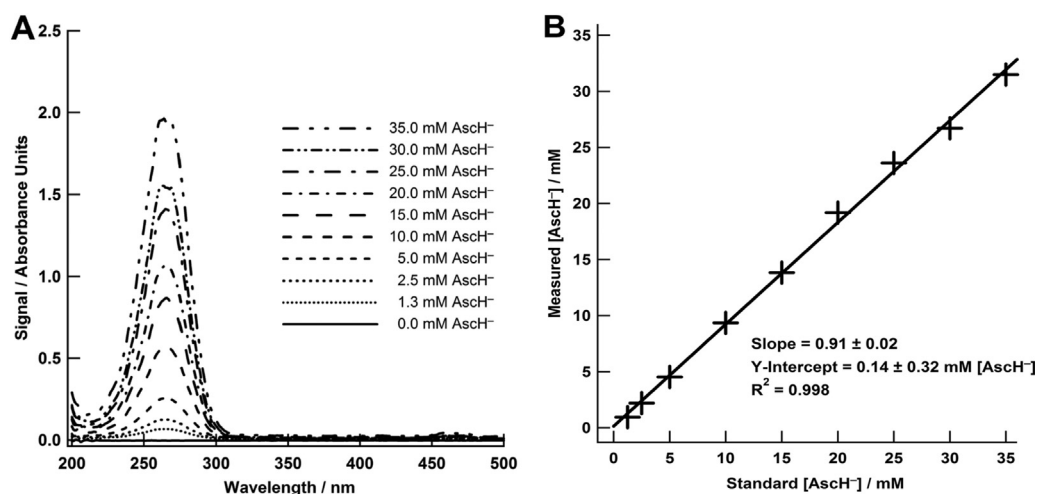 A
Signal / Absorbance Units
2.5
2.0
1.5
1.0
0.5
0.0
200 250 300 350 400 450 500
Wavelength / nm
35.0 mM AscH⁻
30.0 mM AscH⁻
25.0 mM AscH⁻
20.0 mM AscH⁻
15.0 mM AscH⁻
10.0 mM AscH⁻
5.0 mM AscH⁻
2.5 mM AscH⁻
1.3 mM AscH⁻
0.0 mM AscH⁻
B
Measured [AscH⁻] / mM
35
30
25
20
15
10
5
0
Slope = 0.91 ± 0.02
Y-Intercept = 0.14 ± 0.32 mM [AscH⁻]
R² = 0.998
0 5 10 15 20 25 30 35
Standard [AscH⁻] / mM